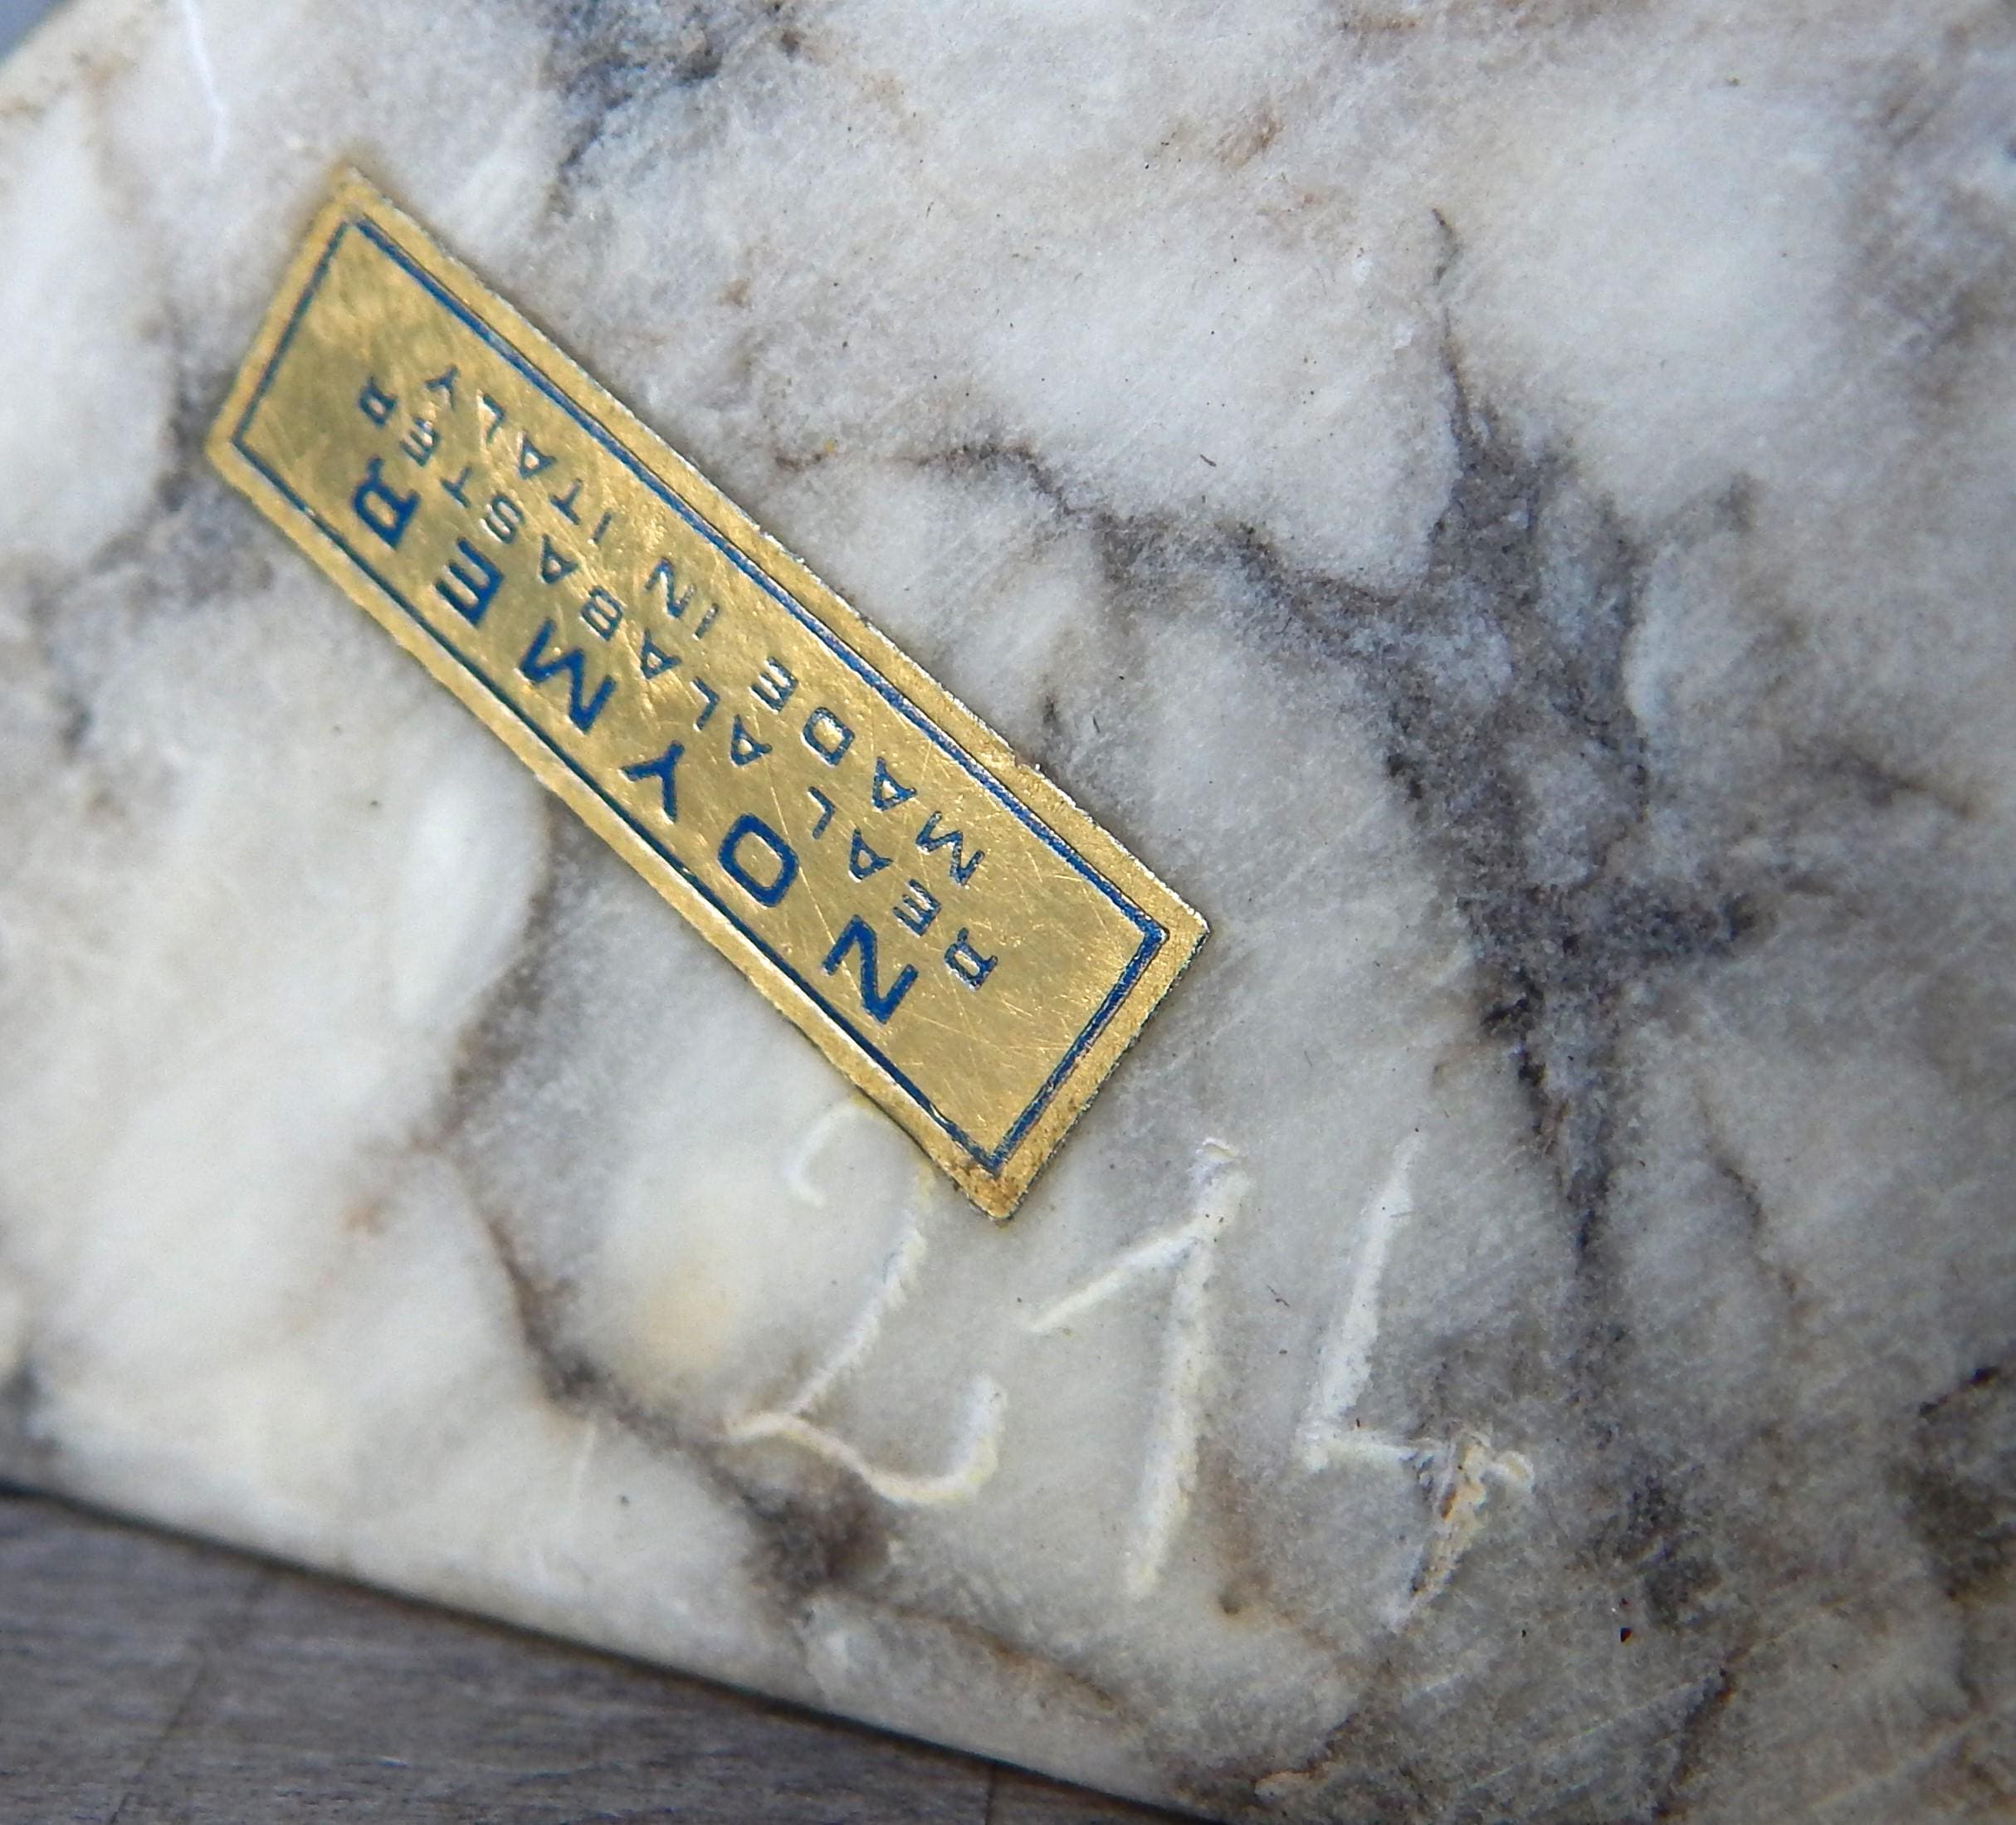 NOYMER
REAL ALABASTER
MADE IN ITALY
214